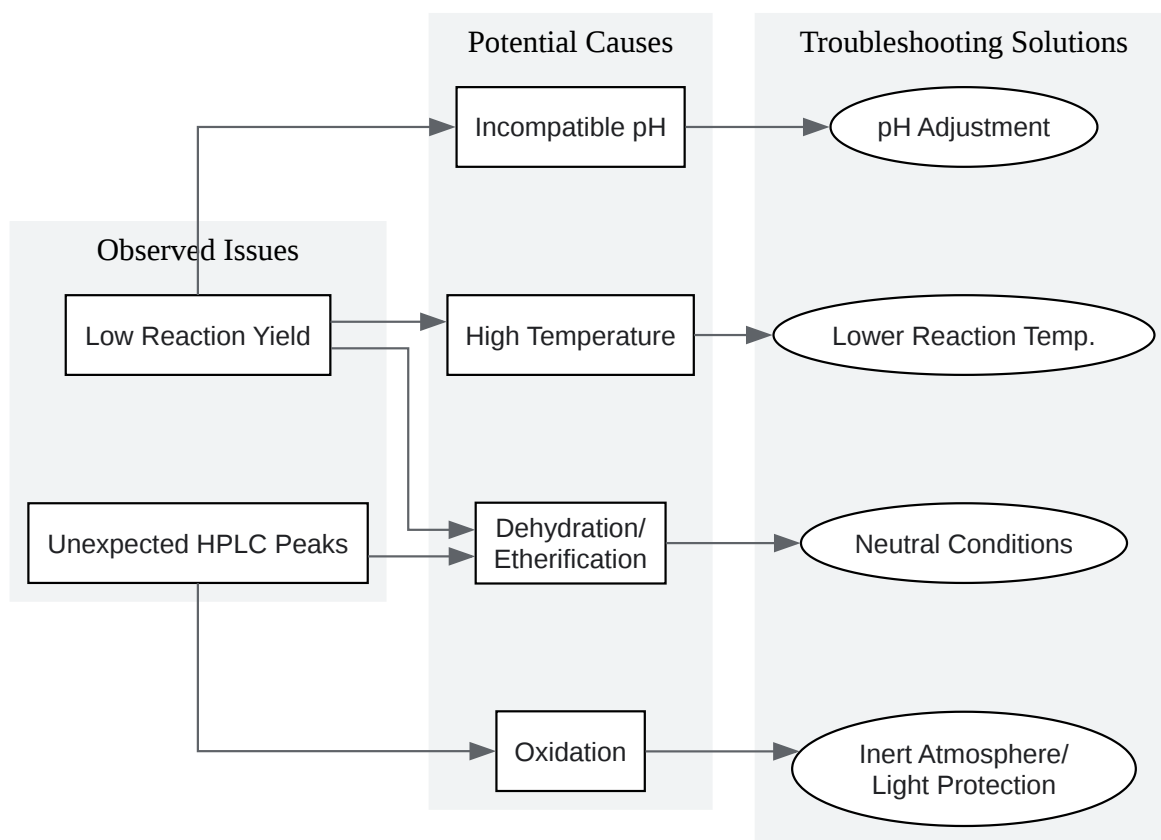 Potential Causes
Troubleshooting Solutions
Incompatible pH
pH Adjustment
Observed Issues
Low Reaction Yield
High Temperature
Lower Reaction Temp.
Unexpected HPLC Peaks
Dehydration/
Etherification
Neutral Conditions
Oxidation
Inert Atmosphere/
Light Protection